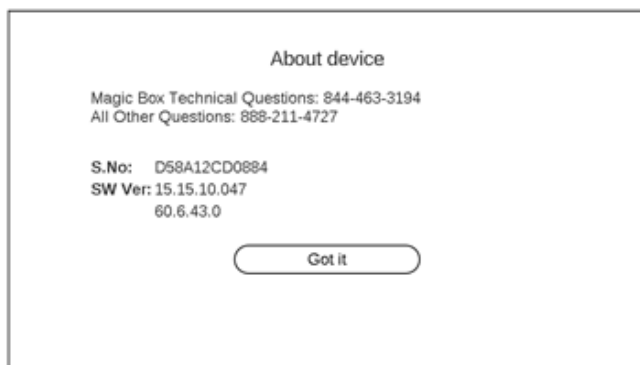 About device
Magic Box Technical Questions: 844-463-3194
All Other Questions: 888-211-4727
S.No: D58A12CD0884
SW Ver: 15.15.10.047
60.6.43.0
Got it